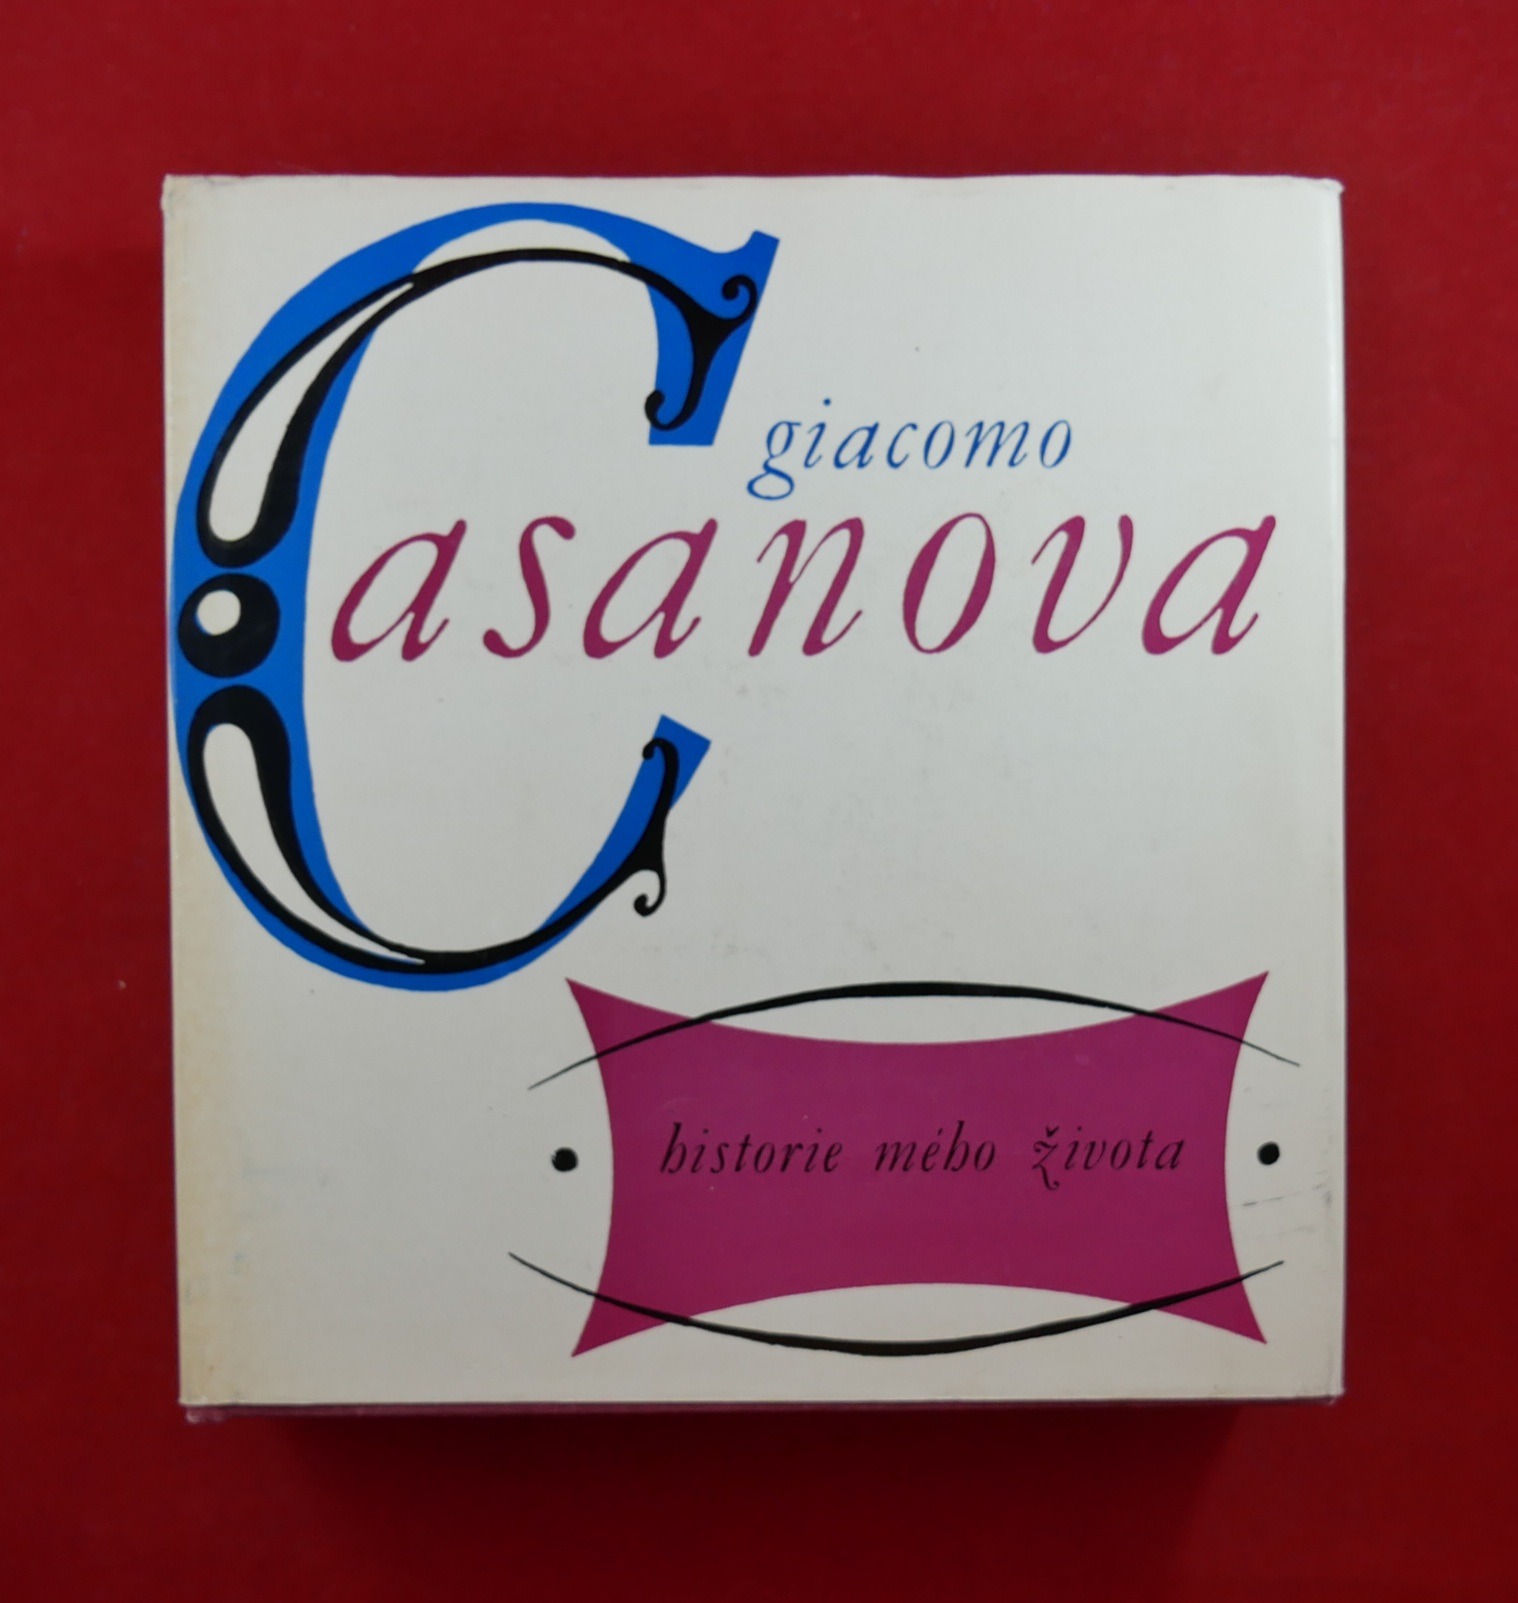 giacomo
Casanova
historie mého života